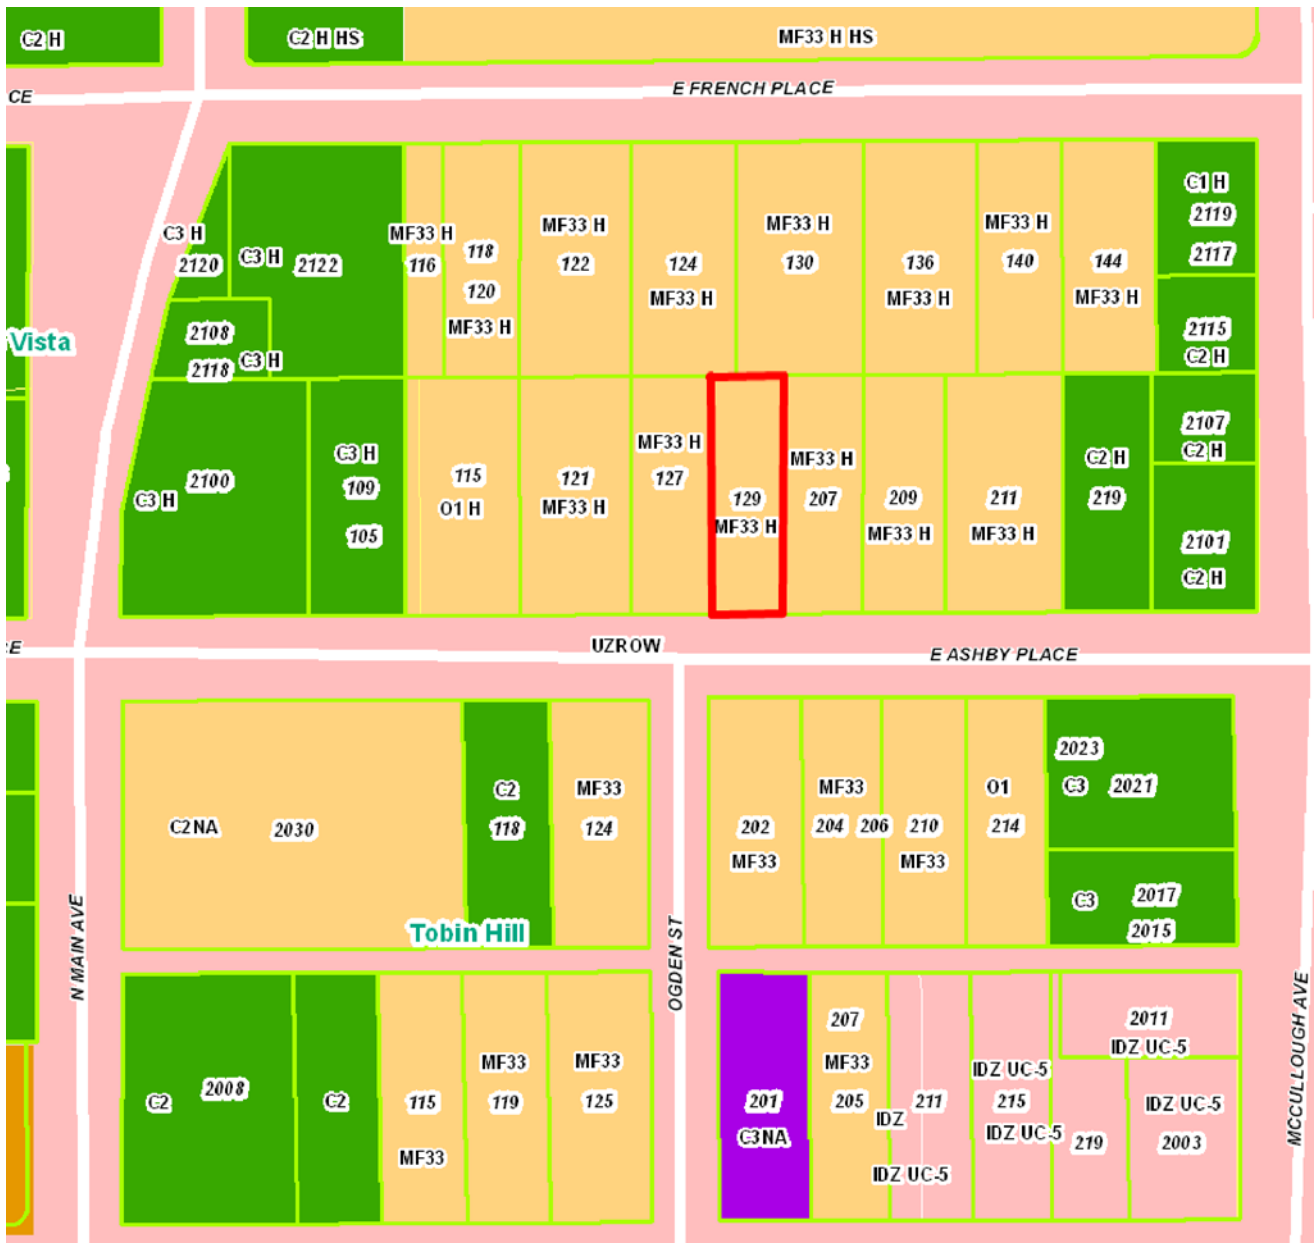 C2 H
C2 H HS
MF33 H HS
CE
E FRENCH PLACE
C3 H
2120
C3 H
2122
MF33 H
116
118
120
MF33 H
MF33 H
122
124
MF33 H
MF33 H
130
136
MF33 H
MF33 H
140
144
MF33 H
C1 H
2119
2117
2115
C2 H
Vista
2108
2118
C3 H
C3 H
2100
C3 H
109
105
115
O1 H
121
MF33 H
MF33 H
127
129
MF33 H
MF33 H
207
209
MF33 H
211
MF33 H
C2 H
219
2107
C2 H
2101
C2 H
UZROW
E ASHBY PLACE
C2NA
2030
C2
118
MF33
124
202
MF33
MF33
204
206
210
MF33
O1
214
2023
C3
2021
C3
2017
2015
Tobin Hill
N MAIN AVE
OGDEN ST
MCCULLOUGH AVE
C2
2008
C2
115
MF33
MF33
119
MF33
125
201
C3NA
207
MF33
205
IDZ
211
IDZ UC-5
IDZ UC-5
215
IDZ UC-5
219
2011
IDZ UC-5
IDZ UC-5
2003